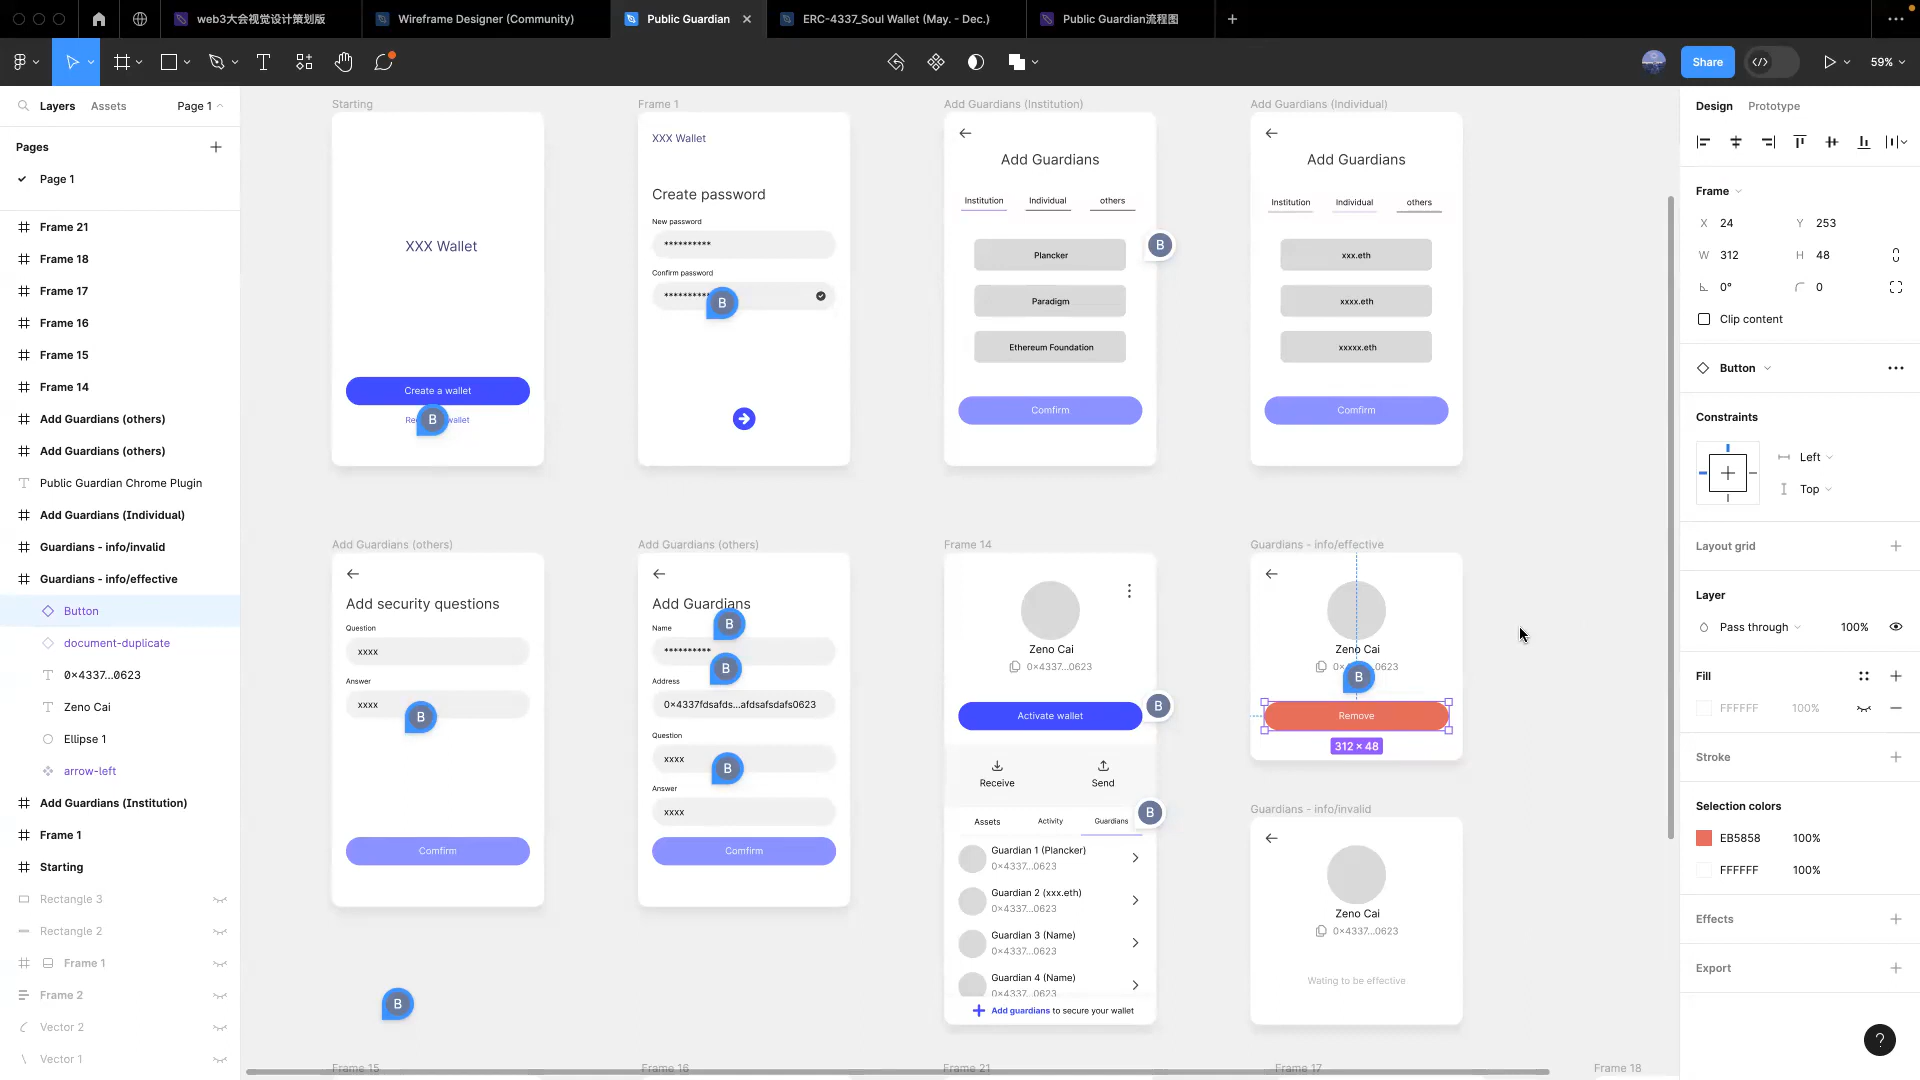 web3大会视觉设计策划版
Wireframe Designer (Community)
Public Guardian
ERC-4337_Soul Wallet (May. - Dec.)
Public Guardian流程图
Share
59%
Layers
Assets
Page 1
Pages
Page 1
Frame 21
Frame 18
Frame 17
Frame 16
Frame 15
Frame 14
Add Guardians (others)
Add Guardians (others)
Public Guardian Chrome Plugin
Add Guardians (Individual)
Guardians - info/invalid
Guardians - info/effective
Button
document-duplicate
0×4337...0623
Zeno Cai
Ellipse 1
arrow-left
Add Guardians (Institution)
Frame 1
Starting
Rectangle 3
Rectangle 2
Frame 1
Frame 2
Vector 2
Vector 1
Starting
XXX Wallet
Create a wallet
wallet
B
Frame 1
XXX Wallet
Create password
New password
**********
Confirm password
**********
B
Add Guardians (Institution)
Add Guardians
Institution
Individual
others
Plancker
Paradigm
Ethereum Foundation
Comfirm
B
Add Guardians (Individual)
Add Guardians
Institution
Individual
others
xxx.eth
xxxx.eth
xxxxx.eth
Comfirm
Add Guardians (others)
Add security questions
Question
xxxx
Answer
xxxx
B
Comfirm
B
Add Guardians (others)
Add Guardians
B
Name
**********
B
Address
0×4337fdsafds...afdsafsdafs0623
Question
xxxx
B
Answer
xxxx
Comfirm
Frame 14
Zeno Cai
0×4337...0623
Activate wallet
B
Receive
Send
Assets
Activity
Guardians
B
Guardian 1 (Plancker)
0×4337...0623
Guardian 2 (xxx.eth)
0×4337...0623
Guardian 3 (Name)
0×4337...0623
Guardian 4 (Name)
0×4337...0623
Add guardians to secure your wallet
Guardians - info/effective
Zeno Cai
B
Remove
312 × 48
Guardians - info/invalid
Zeno Cai
0×4337...0623
Wating to be effective
Frame 15
Frame 16
Frame 21
Frame 17
Frame 18
Design
Prototype
Frame
X 24
Y 253
W 312
H 48
0°
0
Clip content
Button
Constraints
Left
Top
Layout grid
Layer
Pass through
100%
Fill
FFFFFF
100%
Stroke
Selection colors
EB5858
100%
FFFFFF
100%
Effects
Export
?